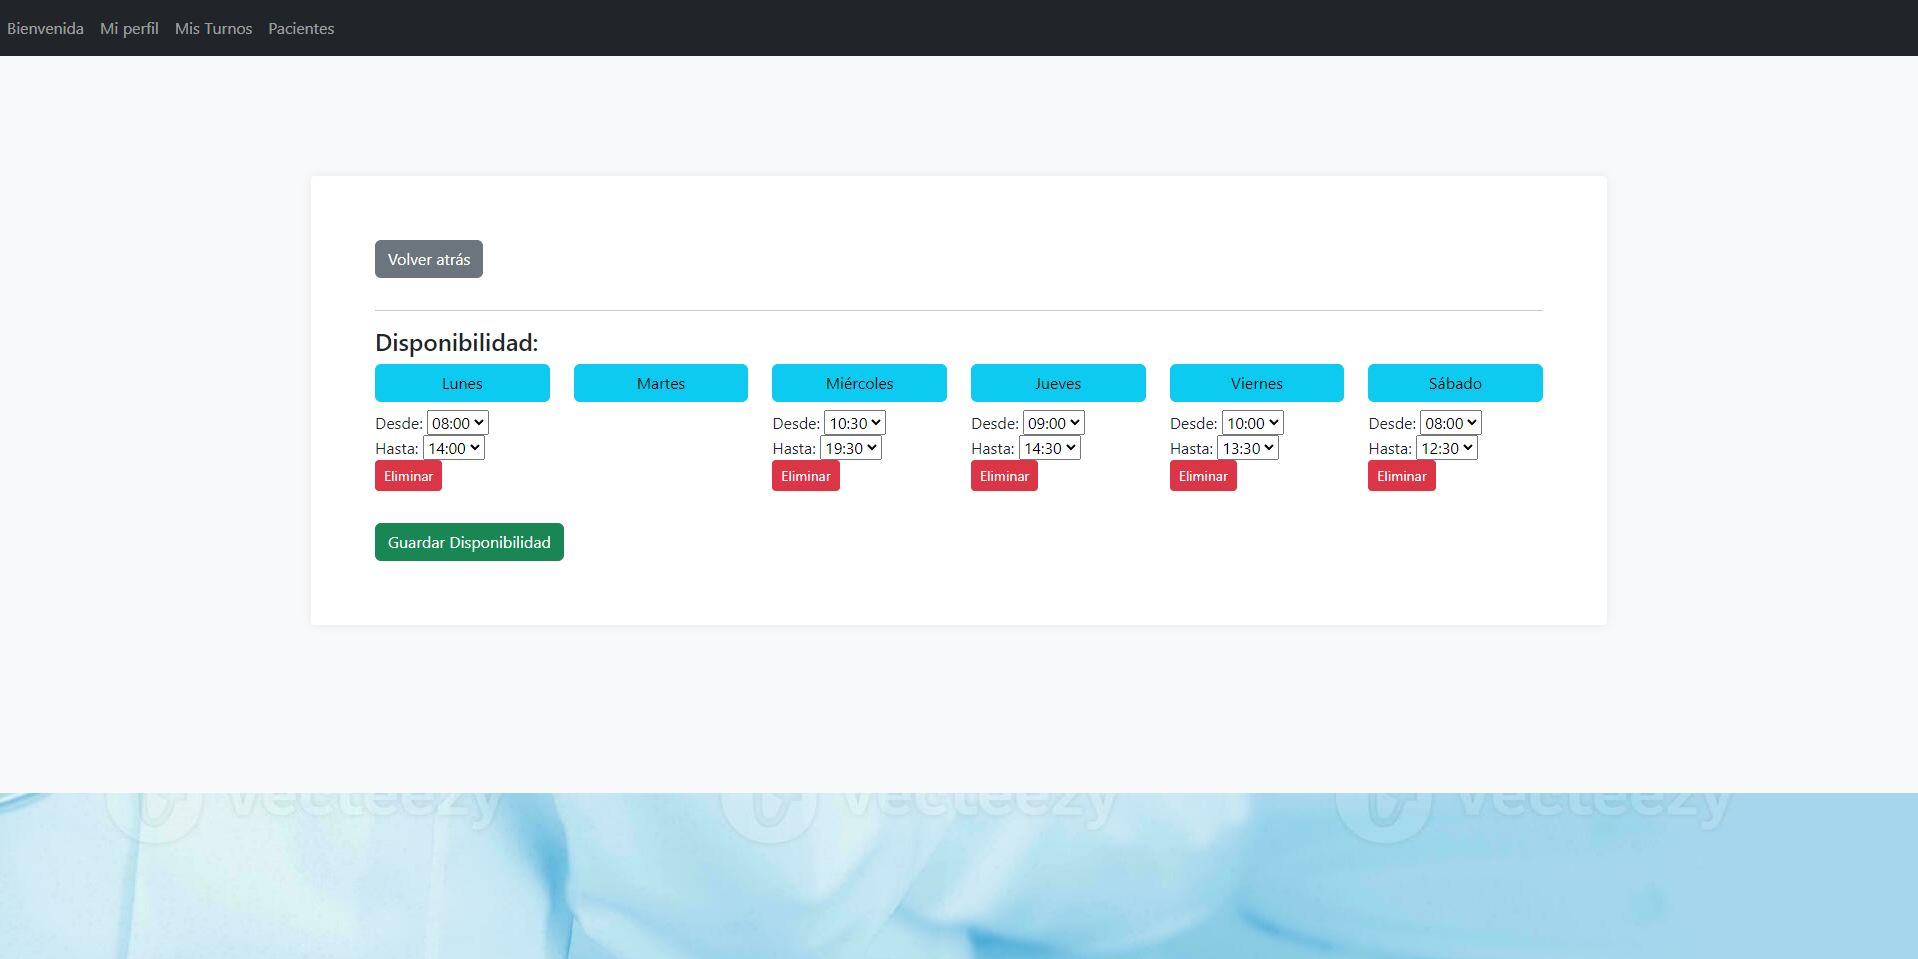 Bienvenida Mi perfil Mis Turnos Pacientes
Volver atrás
Disponibilidad:
Lunes Martes Miércoles Jueves Viernes Sábado
Desde: 08:00 Desde: 10:30 Desde: 09:00 Desde: 10:00 Desde: 08:00
Hasta: 14:00 Hasta: 19:30 Hasta: 14:30 Hasta: 13:30 Hasta: 12:30
Eliminar Eliminar Eliminar Eliminar Eliminar
Guardar Disponibilidad
vecteezy vecteezy vecteezy